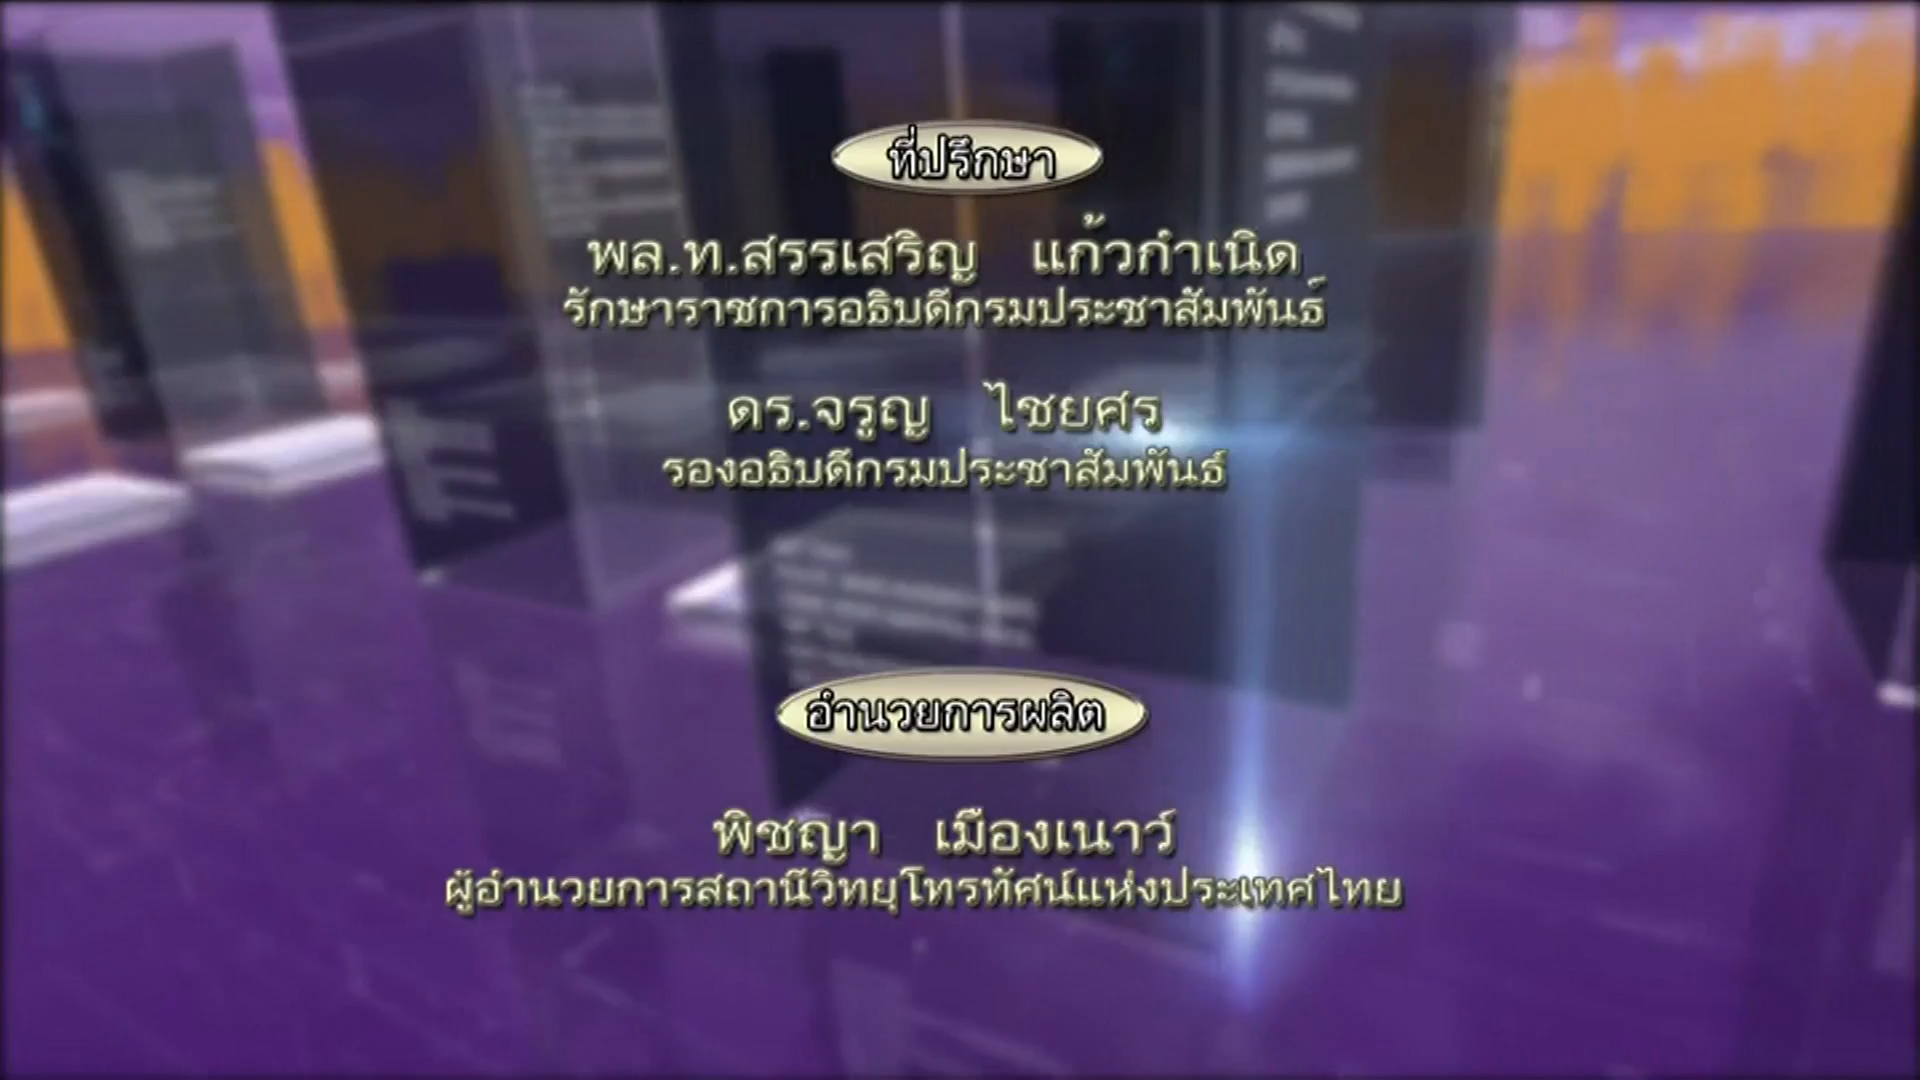 ที่ปรึกษา
พล.ท.สรรเสริญ แก้วกำเนิด
รักษาราชการอธิบดีกรมประชาสัมพันธ์
ดร.จรูญ ไชยศร
รองอธิบดีกรมประชาสัมพันธ์
อำนวยการผลิต
พิชญา เมืองเนาว์
ผู้อำนวยการสถานีวิทยุโทรทัศน์แห่งประเทศไทย